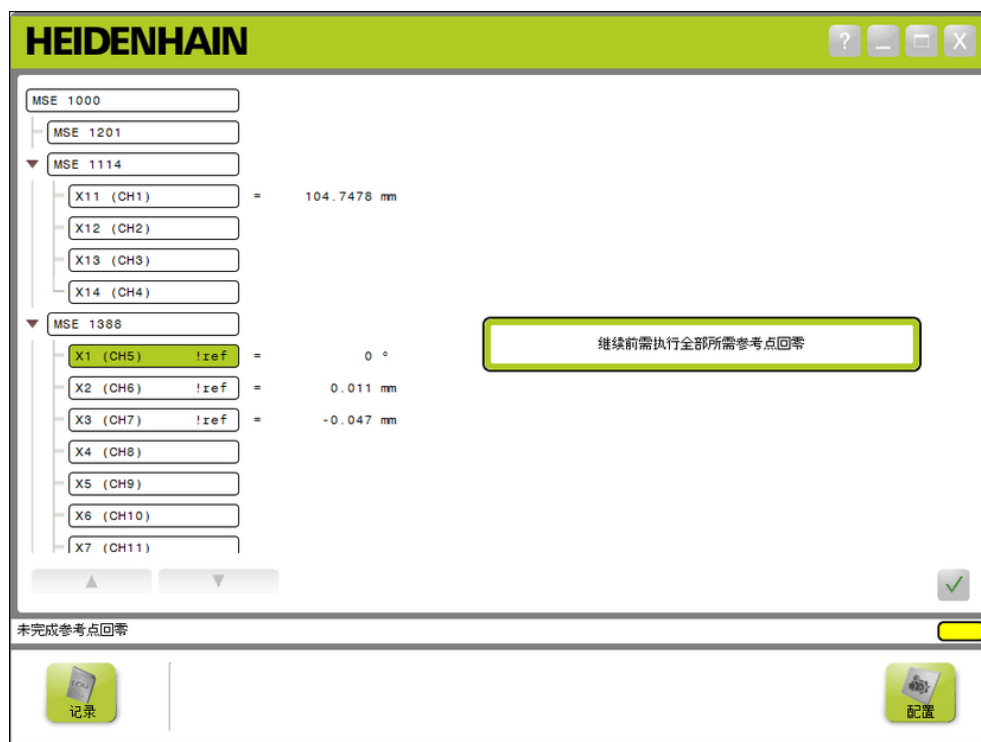 HEIDENHAIN
? _ X
MSE 1000
MSE 1201
MSE 1114
X11 (CH1) = 104.7478 mm
X12 (CH2)
X13 (CH3)
X14 (CH4)
MSE 1388
X1 (CH5) !ref = 0 °
X2 (CH6) !ref = 0.011 mm
X3 (CH7) !ref = -0.047 mm
X4 (CH8)
X5 (CH9)
X6 (CH10)
X7 (CH11)
继续前需执行全部所需参考点回零
未完成参考点回零
LOG
记录
配置